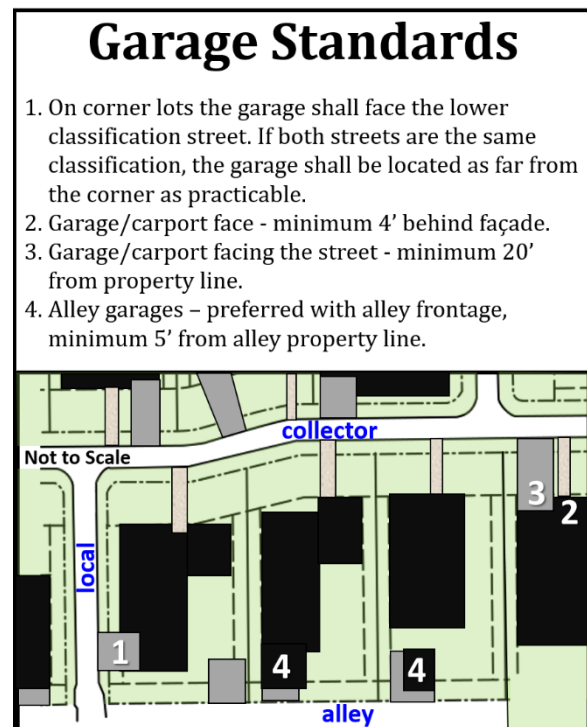 Garage Standards
1. On corner lots the garage shall face the lower
classification street. If both streets are the same
classification, the garage shall be located as far from
the corner as practicable.
2. Garage/carport face - minimum 4’ behind façade.
3. Garage/carport facing the street - minimum 20’
from property line.
4. Alley garages – preferred with alley frontage,
minimum 5’ from alley property line.
collector
Not to Scale
3
2
local
1
4
4
alley